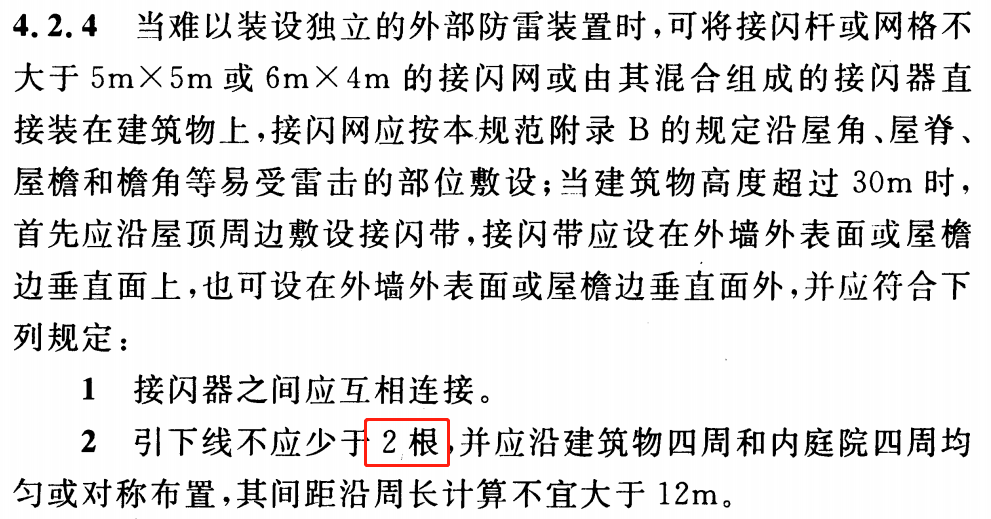 4.2.4 当难以装设独立的外部防雷装置时,可将接闪杆或网格不
大于 5m×5m 或 6m×4m 的接闪网或由其混合组成的接闪器直
接装在建筑物上,接闪网应按本规范附录 B 的规定沿屋角、屋脊、
屋檐和檐角等易受雷击的部位敷设;当建筑物高度超过 30m 时,
首先应沿屋顶周边敷设接闪带,接闪带应设在外墙外表面或屋檐
边垂直面上,也可设在外墙外表面或屋檐边垂直面外,并应符合下
列规定:
1 接闪器之间应互相连接。
2 引下线不应少于 2 根,并应沿建筑物四周和内庭院四周均
匀或对称布置,其间距沿周长计算不宜大于 12m。